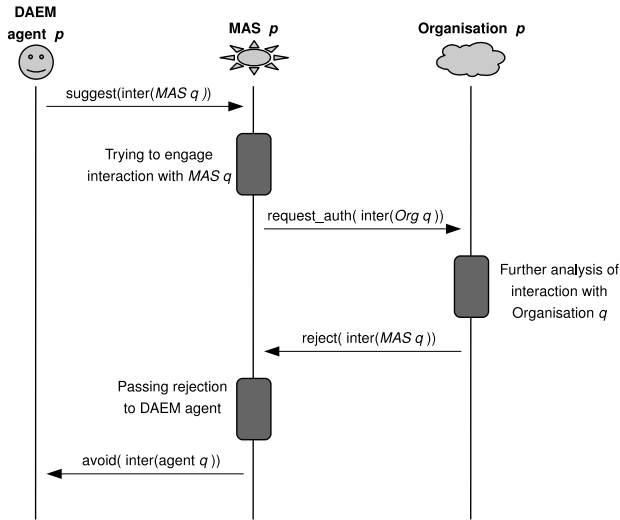 DAEM
agent p
MAS p
Organisation p
suggest(inter(MAS q ))
Trying to engage
interaction with MAS q
request_auth( inter(Org q ))
Further analysis of
interaction with
Organisation q
reject( inter(MAS q ))
Passing rejection
to DAEM agent
avoid( inter(agent q ))